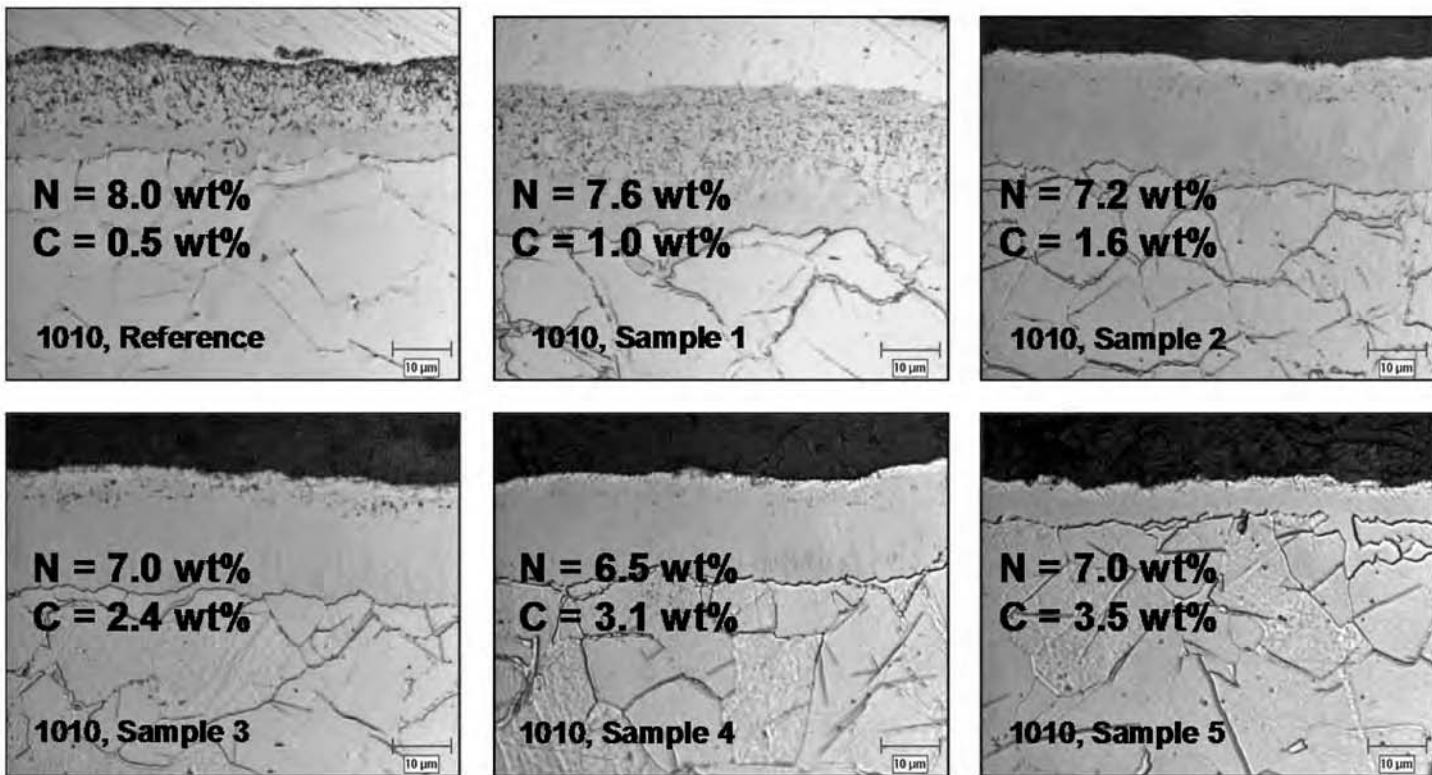 N = 8.0 wt%
C = 0.5 wt%
1010, Reference
10 µm
N = 7.6 wt%
C = 1.0 wt%
1010, Sample 1
10 µm
N = 7.2 wt%
C = 1.6 wt%
1010, Sample 2
10 µm
N = 7.0 wt%
C = 2.4 wt%
1010, Sample 3
10 µm
N = 6.5 wt%
C = 3.1 wt%
1010, Sample 4
10 µm
N = 7.0 wt%
C = 3.5 wt%
1010, Sample 5
10 µm